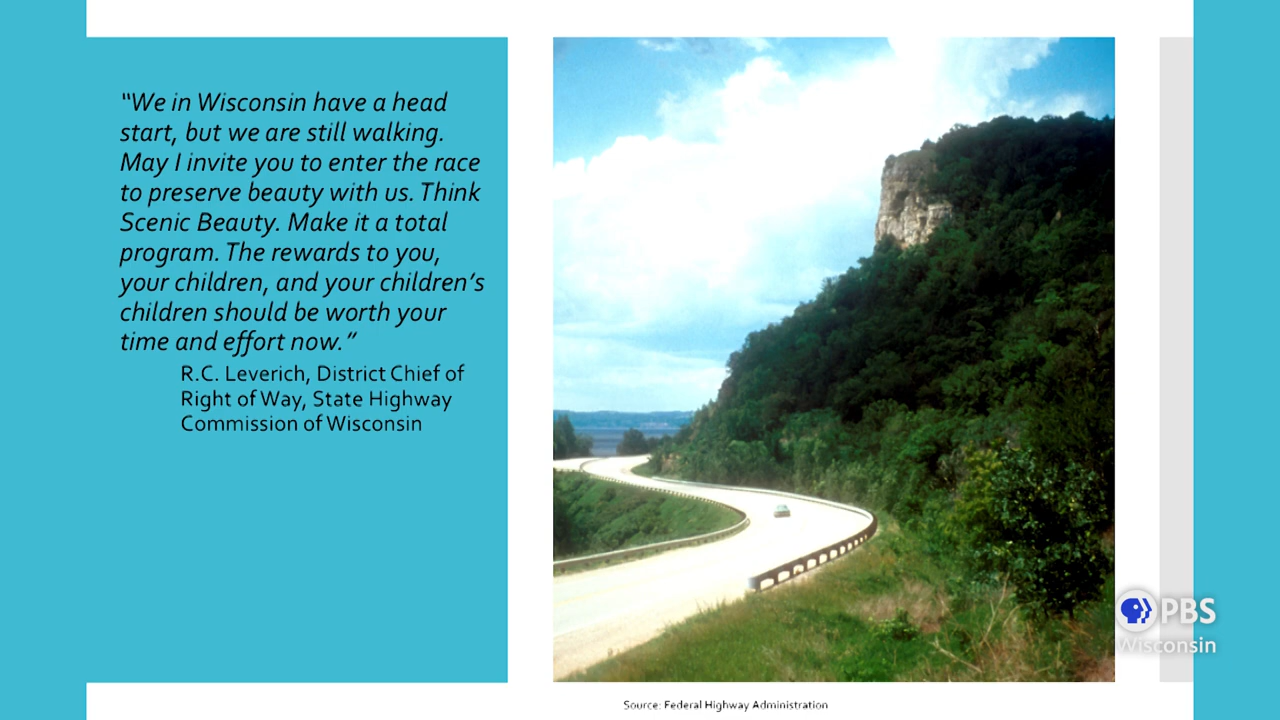 “We in Wisconsin have a head
start, but we are still walking.
May I invite you to enter the race
to preserve beauty with us. Think
Scenic Beauty. Make it a total
program. The rewards to you,
your children, and your children’s
children should be worth your
time and effort now.”
R.C. Leverich, District Chief of
Right of Way, State Highway
Commission of Wisconsin
PBS
Wisconsin
Source: Federal Highway Administration